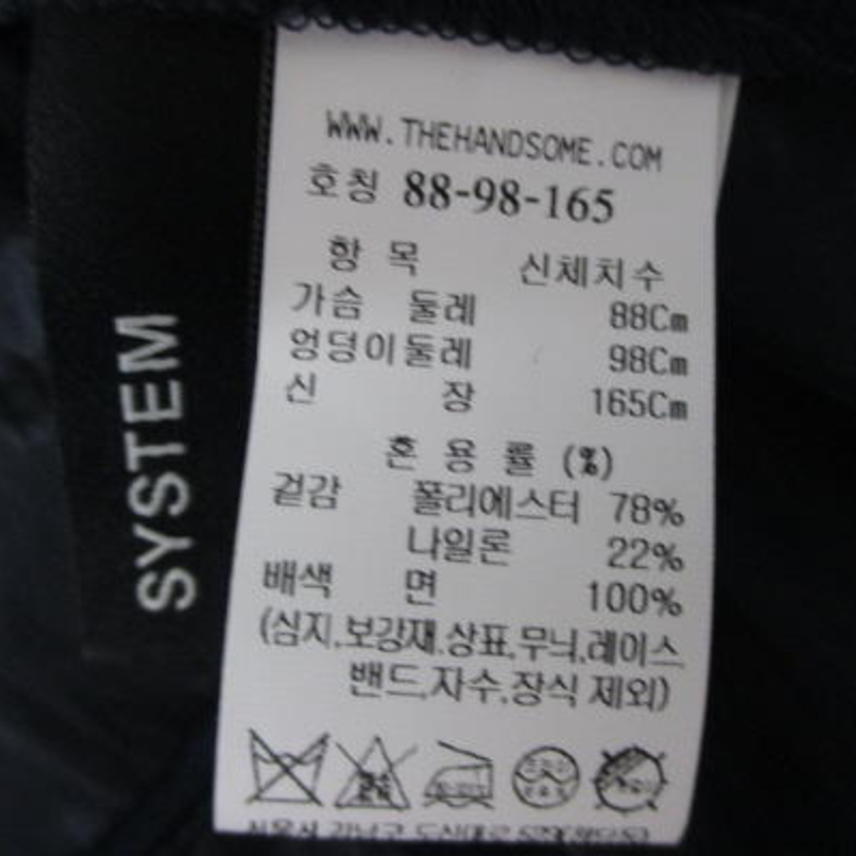 SYSTEM
WWW.THEHANDSOME.COM
호칭 88-98-165
항 목 신체치수
가슴 둘레 88Cm
엉덩이둘레 98Cm
신 장 165Cm
혼 용 률 (%)
겉감 폴리에스터 78%
나일론 22%
배색 면 100%
(심지,보강재,상표,무늬,레이스
밴드,자수,장식 제외)